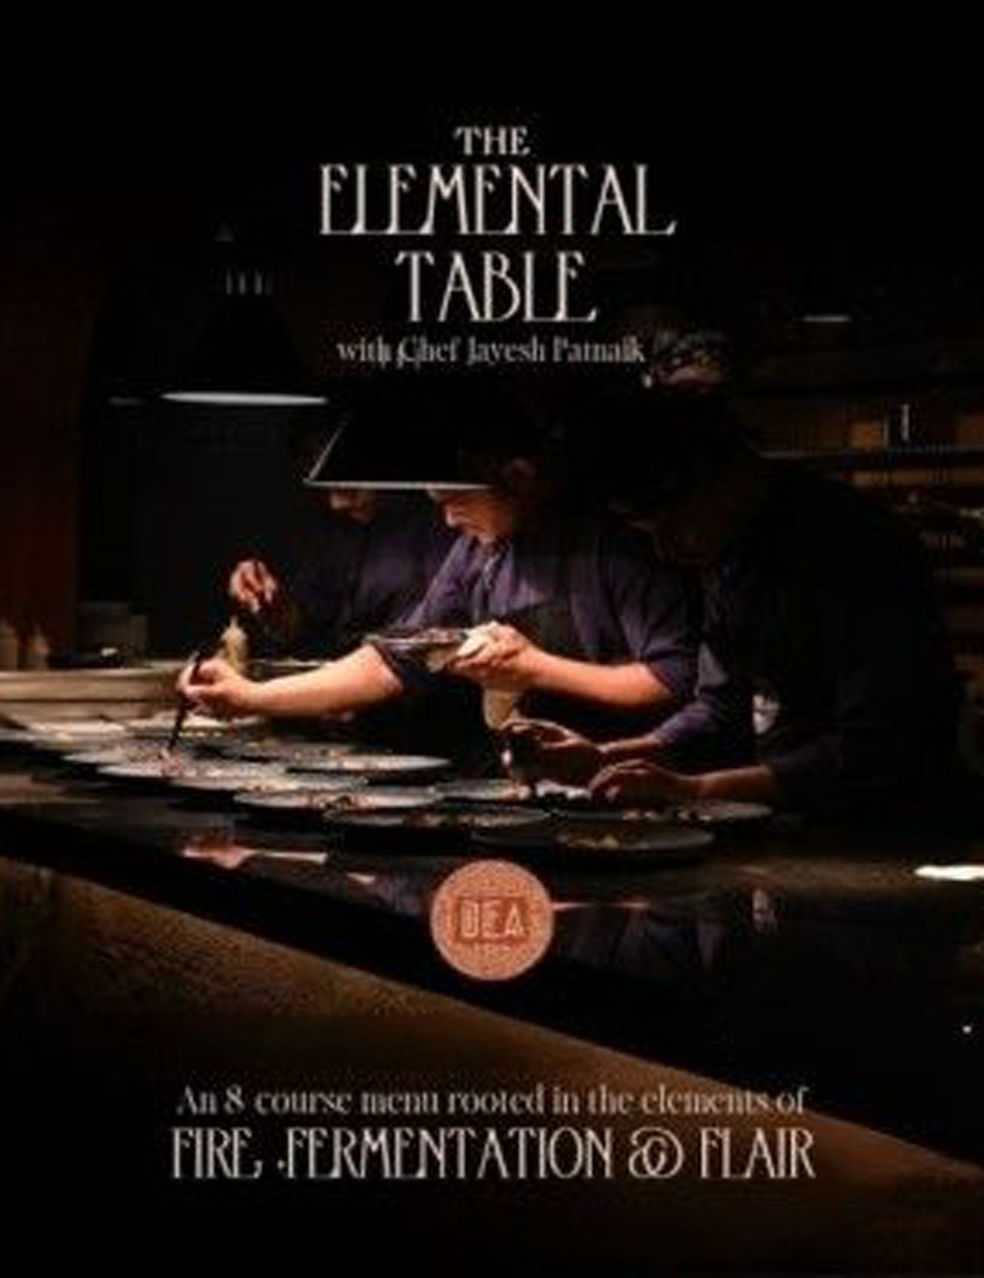 THE
ELEMENTAL
TABLE
with Chef Jayesh Patnaik
An 8 course menu rooted in the elements of
FIRE · FERMENTATION & FLAIR